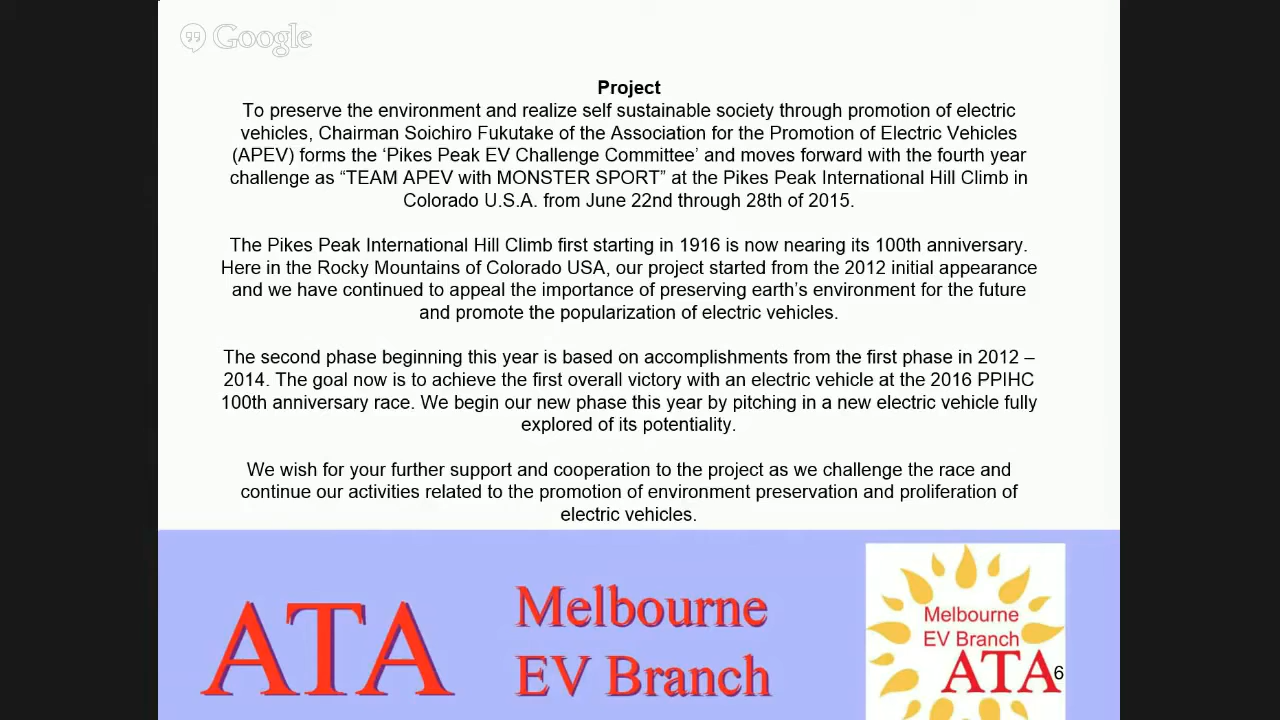 Google
Project
To preserve the environment and realize self sustainable society through promotion of electric
vehicles, Chairman Soichiro Fukutake of the Association for the Promotion of Electric Vehicles
(APEV) forms the ‘Pikes Peak EV Challenge Committee’ and moves forward with the fourth year
challenge as “TEAM APEV with MONSTER SPORT” at the Pikes Peak International Hill Climb in
Colorado U.S.A. from June 22nd through 28th of 2015.
The Pikes Peak International Hill Climb first starting in 1916 is now nearing its 100th anniversary.
Here in the Rocky Mountains of Colorado USA, our project started from the 2012 initial appearance
and we have continued to appeal the importance of preserving earth’s environment for the future
and promote the popularization of electric vehicles.
The second phase beginning this year is based on accomplishments from the first phase in 2012 –
2014. The goal now is to achieve the first overall victory with an electric vehicle at the 2016 PPIHC
100th anniversary race. We begin our new phase this year by pitching in a new electric vehicle fully
explored of its potentiality.
We wish for your further support and cooperation to the project as we challenge the race and
continue our activities related to the promotion of environment preservation and proliferation of
electric vehicles.
ATA
Melbourne
EV Branch
Melbourne
EV Branch
ATA
6